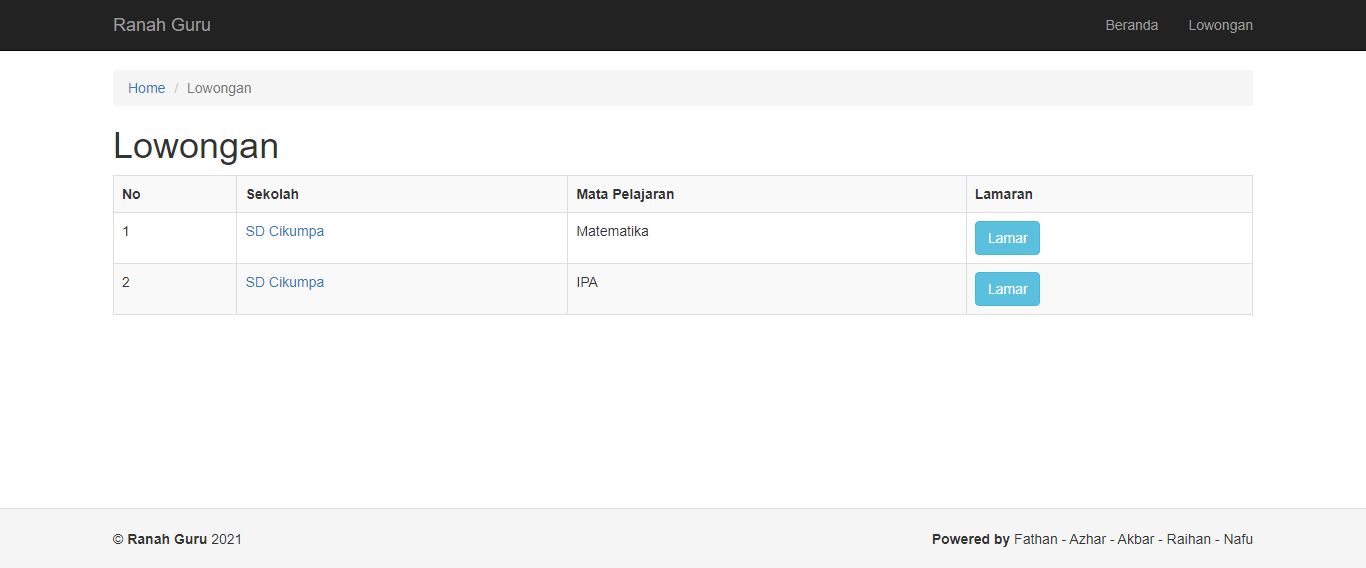 Ranah Guru Beranda Lowongan
Home / Lowongan
Lowongan
No Sekolah Mata Pelajaran Lamaran
1 SD Cikumpa Matematika Lamar
2 SD Cikumpa IPA Lamar
© Ranah Guru 2021 Powered by Fathan - Azhar - Akbar - Raihan - Nafu